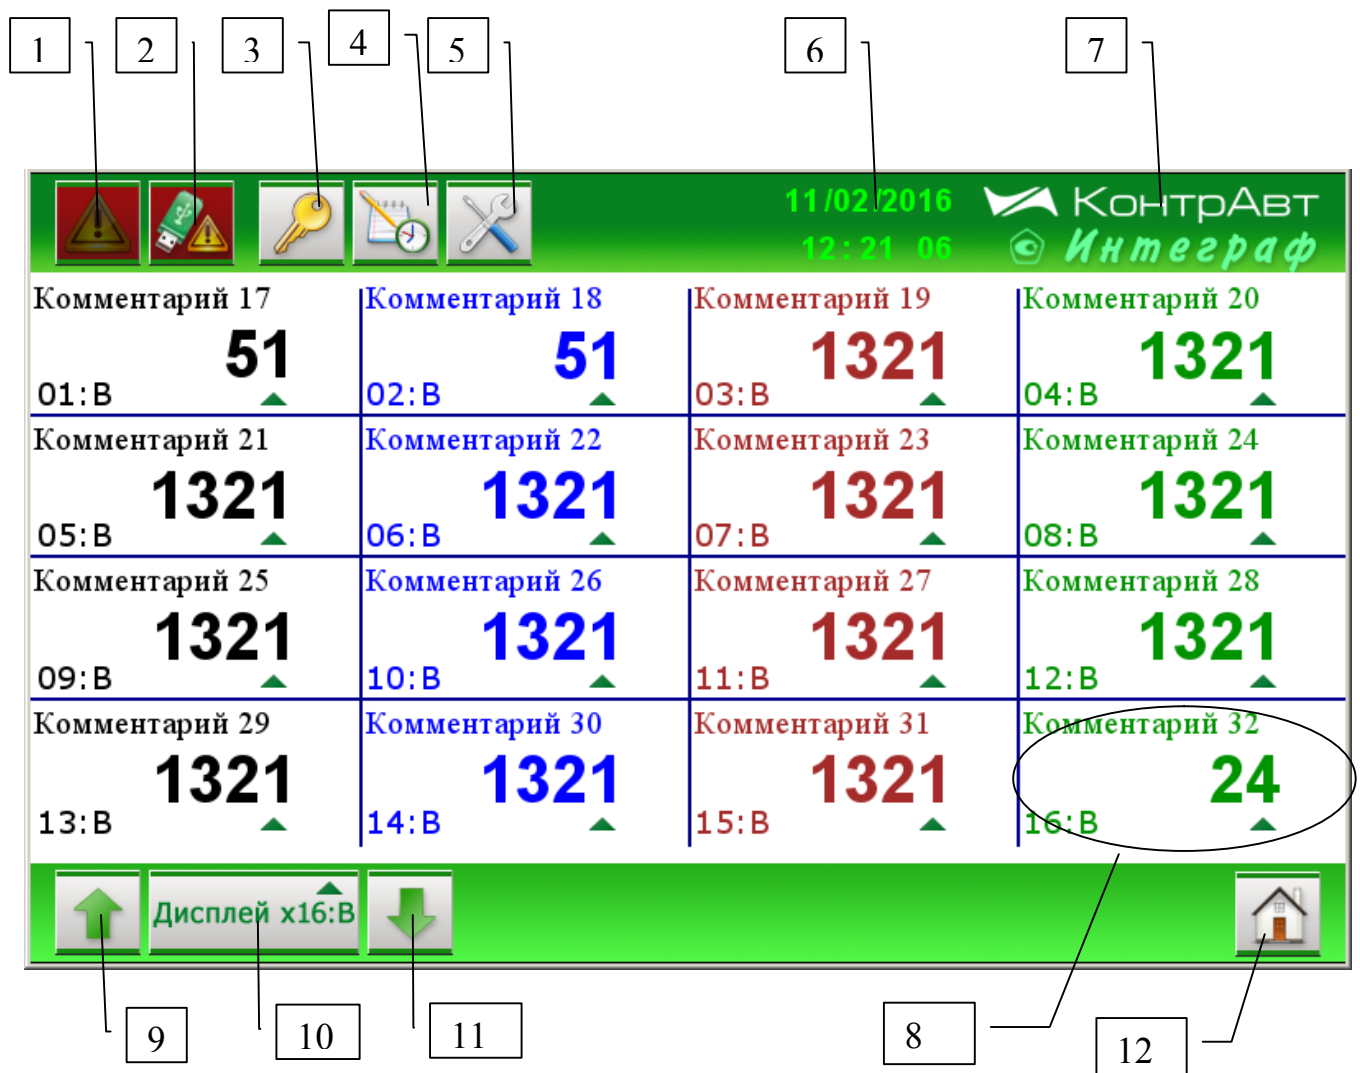 1 2 3 4 5 6 7
11/02/2016 КонтрАвт
12:21 06 Интеграф
Комментарий 17 Комментарий 18 Комментарий 19 Комментарий 20
51 51 1321 1321
01:В 02:В 03:В 04:В
Комментарий 21 Комментарий 22 Комментарий 23 Комментарий 24
1321 1321 1321 1321
05:В 06:В 07:В 08:В
Комментарий 25 Комментарий 26 Комментарий 27 Комментарий 28
1321 1321 1321 1321
09:В 10:В 11:В 12:В
Комментарий 29 Комментарий 30 Комментарий 31 Комментарий 32
1321 1321 1321 24
13:В 14:В 15:В 16:В
Дисплей х16:В
9 10 11 8 12